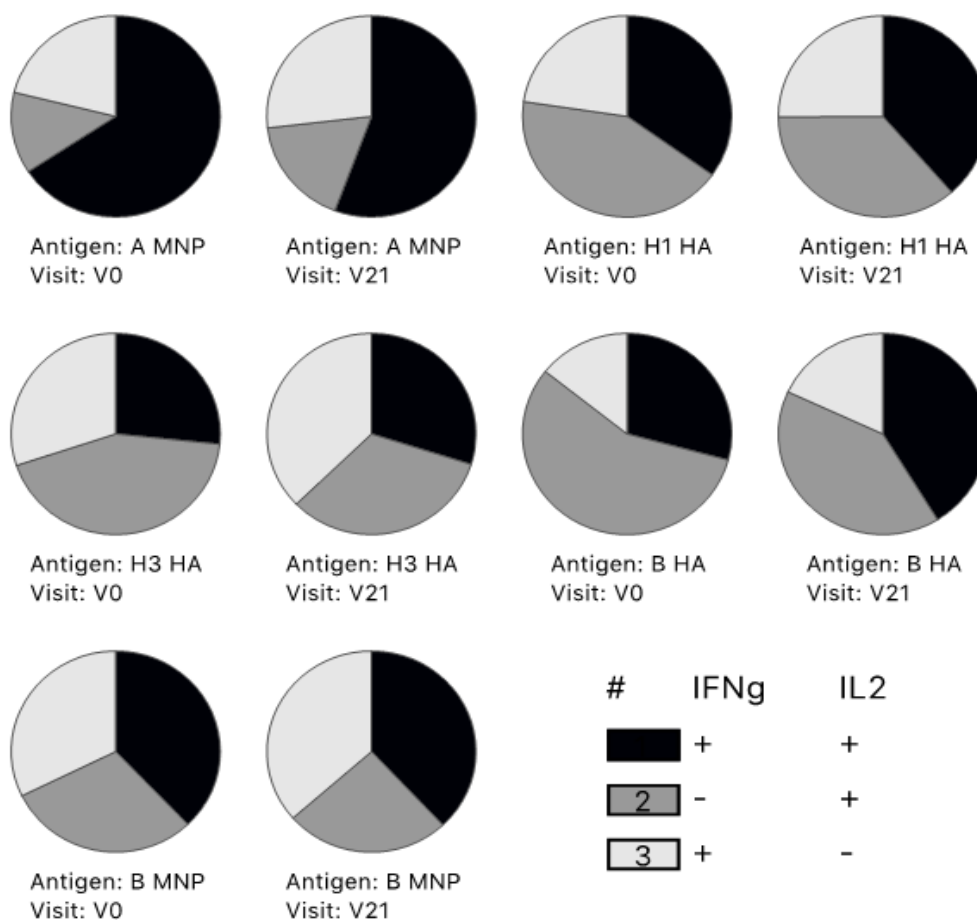 Antigen: A MNP
Visit: V0
Antigen: A MNP
Visit: V21
Antigen: H1 HA
Visit: V0
Antigen: H1 HA
Visit: V21
Antigen: H3 HA
Visit: V0
Antigen: H3 HA
Visit: V21
Antigen: B HA
Visit: V0
Antigen: B HA
Visit: V21
Antigen: B MNP
Visit: V0
Antigen: B MNP
Visit: V21
# IFNg IL2
+ +
2 - +
3 + -